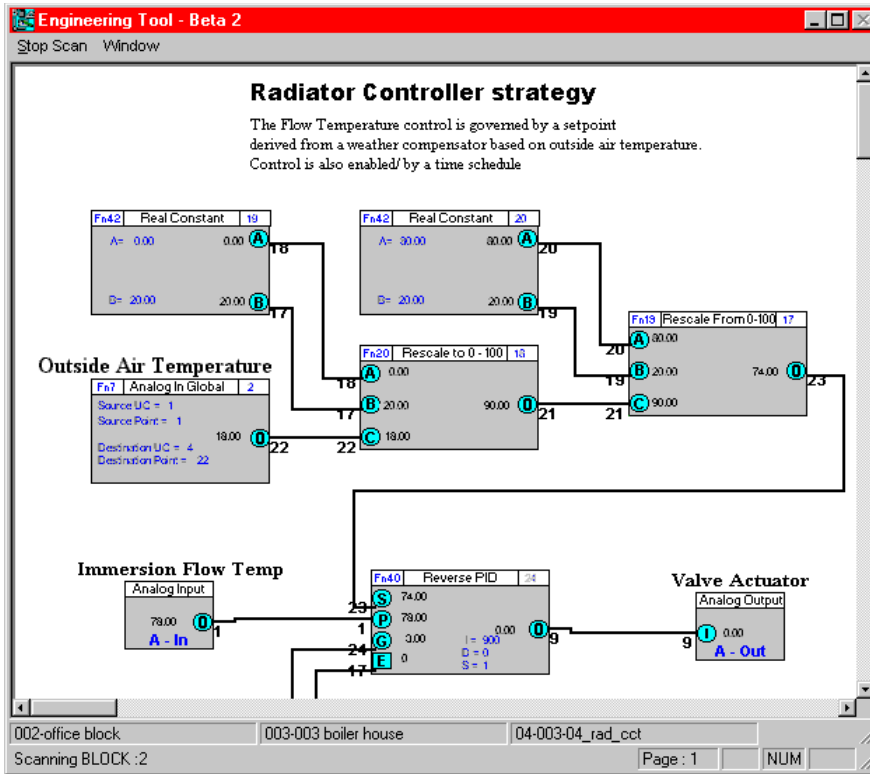 Engineering Tool - Beta 2
Stop Scan Window
Radiator Controller strategy
The Flow Temperature control is governed by a setpoint
derived from a weather compensator based on outside air temperature.
Control is also enabled/ by a time schedule
Fn42 Real Constant 19
A= 0.00 0.00 A
18
B= 20.00 20.00 B
17
Fn42 Real Constant 20
A= 80.00 80.00 A
20
B= 20.00 20.00 B
19
Fn19 Rescale From 0-100 17
20 A 80.00
19 B 20.00 74.00 O 23
21 C 90.00
Fn20 Rescale to 0 - 100 18
18 A 0.00
17 B 20.00 90.00 O 21
22 C 18.00
Outside Air Temperature
Fn7 Analog In Global 2
Source UC = 1
Source Point = 1
18.00 O 22
Destination UC = 4
Destination Point = 22
Immersion Flow Temp
Analog Input
78.00 O 1
A - In
Fn40 Reverse PID 24
23 S 74.00
1 P 78.00
0.00 O 9
24 G 3.00 I = 900
D = 0
17 E 0 S = 1
Valve Actuator
Analog Output
9 I 0.00
A - Out
002-office block 003-003 boiler house 04-003-04_rad_cct
Scanning BLOCK :2 Page : 1 NUM